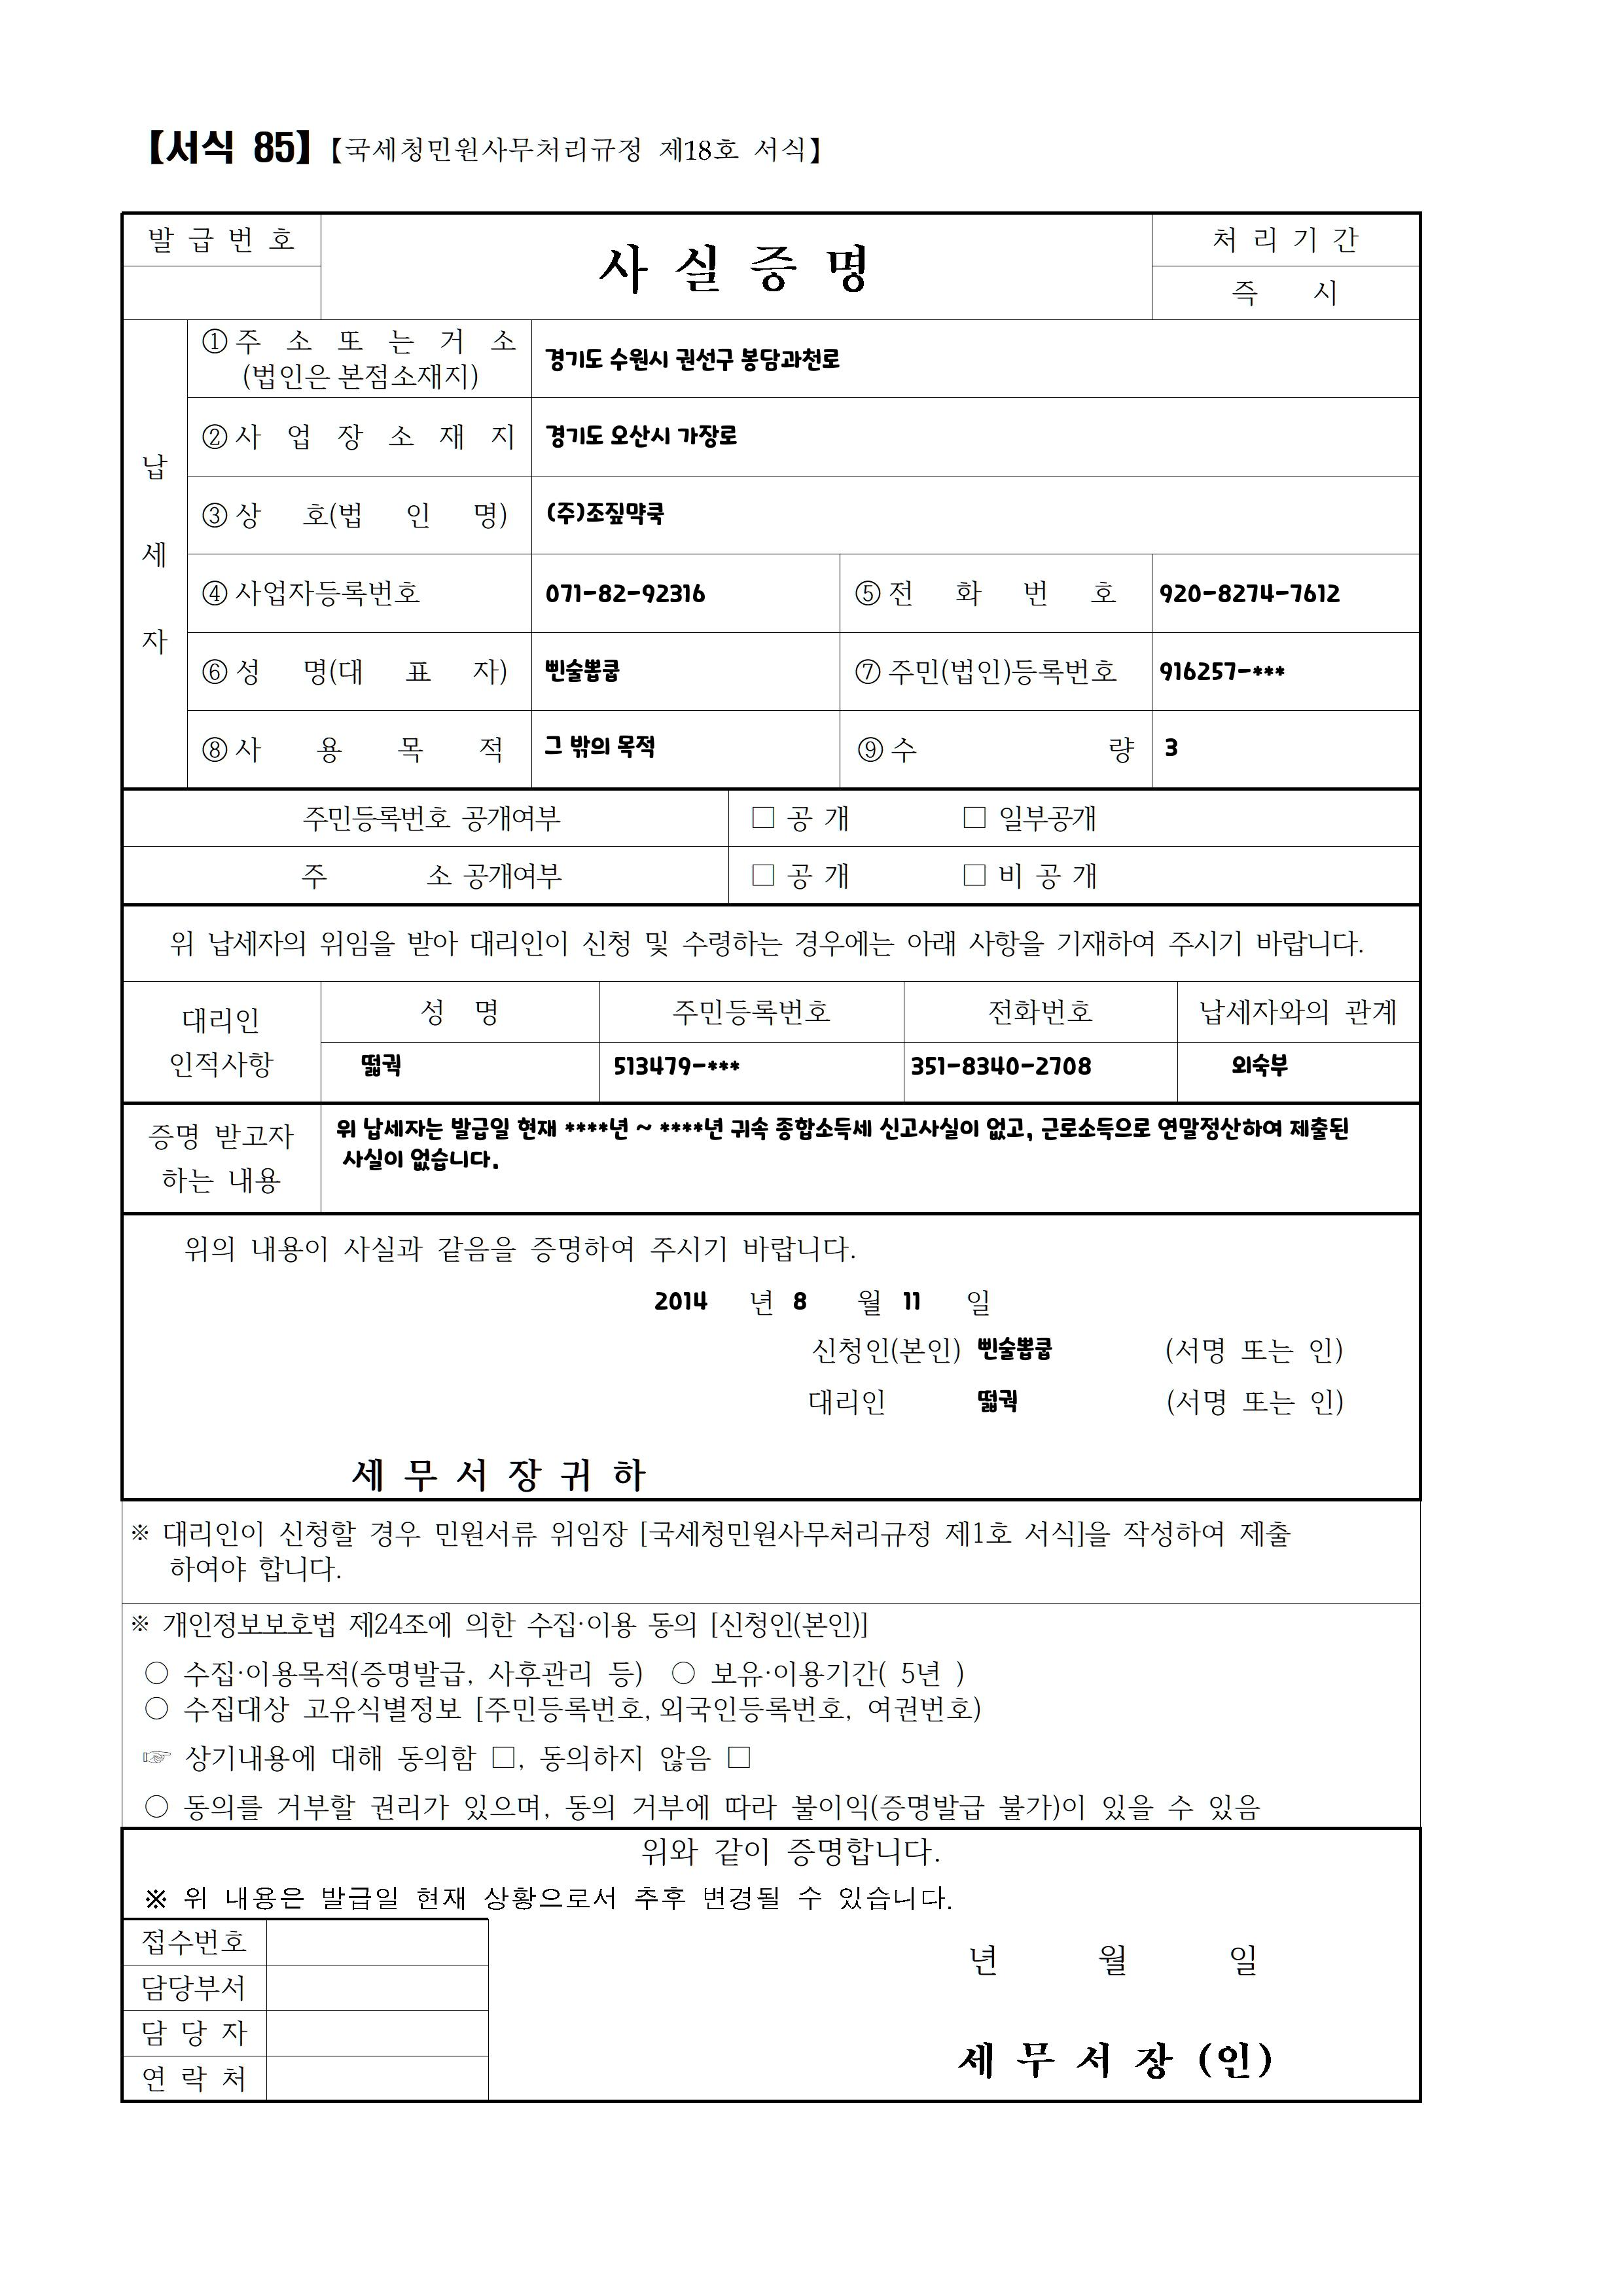 【서식 85】【국세청민원사무처리규정 제18호 서식】
발 급 번 호
사 실 증 명
처 리 기 간
즉 시
납 세 자
① 주 소 또 는 거 소
(법인은 본점소재지)
경기도 수원시 권선구 봉담과천로
② 사 업 장 소 재 지
경기도 오산시 가장로
③ 상 호(법 인 명)
(주)조짚먁쿡
④ 사업자등록번호
071-82-92316
⑤ 전 화 번 호
920-8274-7612
⑥ 성 명(대 표 자)
삔술뽑쿱
⑦ 주민(법인)등록번호
916257-***
⑧ 사 용 목 적
그 밖의 목적
⑨ 수 량
3
주민등록번호 공개여부
□ 공 개 □ 일부공개
주 소 공개여부
□ 공 개 □ 비 공 개
위 납세자의 위임을 받아 대리인이 신청 및 수령하는 경우에는 아래 사항을 기재하여 주시기 바랍니다.
대리인
인적사항
성 명
주민등록번호
전화번호
납세자와의 관계
떫궉
513479-***
351-8340-2708
외숙부
증명 받고자
하는 내용
위 납세자는 발급일 현재 ****년 ~ ****년 귀속 종합소득세 신고사실이 없고, 근로소득으로 연말정산하여 제출된
사실이 없습니다.
위의 내용이 사실과 같음을 증명하여 주시기 바랍니다.
2014 년 8 월 11 일
신청인(본인) 삔술뽑쿱 (서명 또는 인)
대리인 떫궉 (서명 또는 인)
세 무 서 장 귀 하
※ 대리인이 신청할 경우 민원서류 위임장 [국세청민원사무처리규정 제1호 서식]을 작성하여 제출
하여야 합니다.
※ 개인정보보호법 제24조에 의한 수집·이용 동의 [신청인(본인)]
○ 수집·이용목적(증명발급, 사후관리 등) ○ 보유·이용기간( 5년 )
○ 수집대상 고유식별정보 [주민등록번호, 외국인등록번호, 여권번호)
☞ 상기내용에 대해 동의함 □, 동의하지 않음 □
○ 동의를 거부할 권리가 있으며, 동의 거부에 따라 불이익(증명발급 불가)이 있을 수 있음
위와 같이 증명합니다.
※ 위 내용은 발급일 현재 상황으로서 추후 변경될 수 있습니다.
접수번호
담당부서
담 당 자
연 락 처
년 월 일
세 무 서 장 (인)